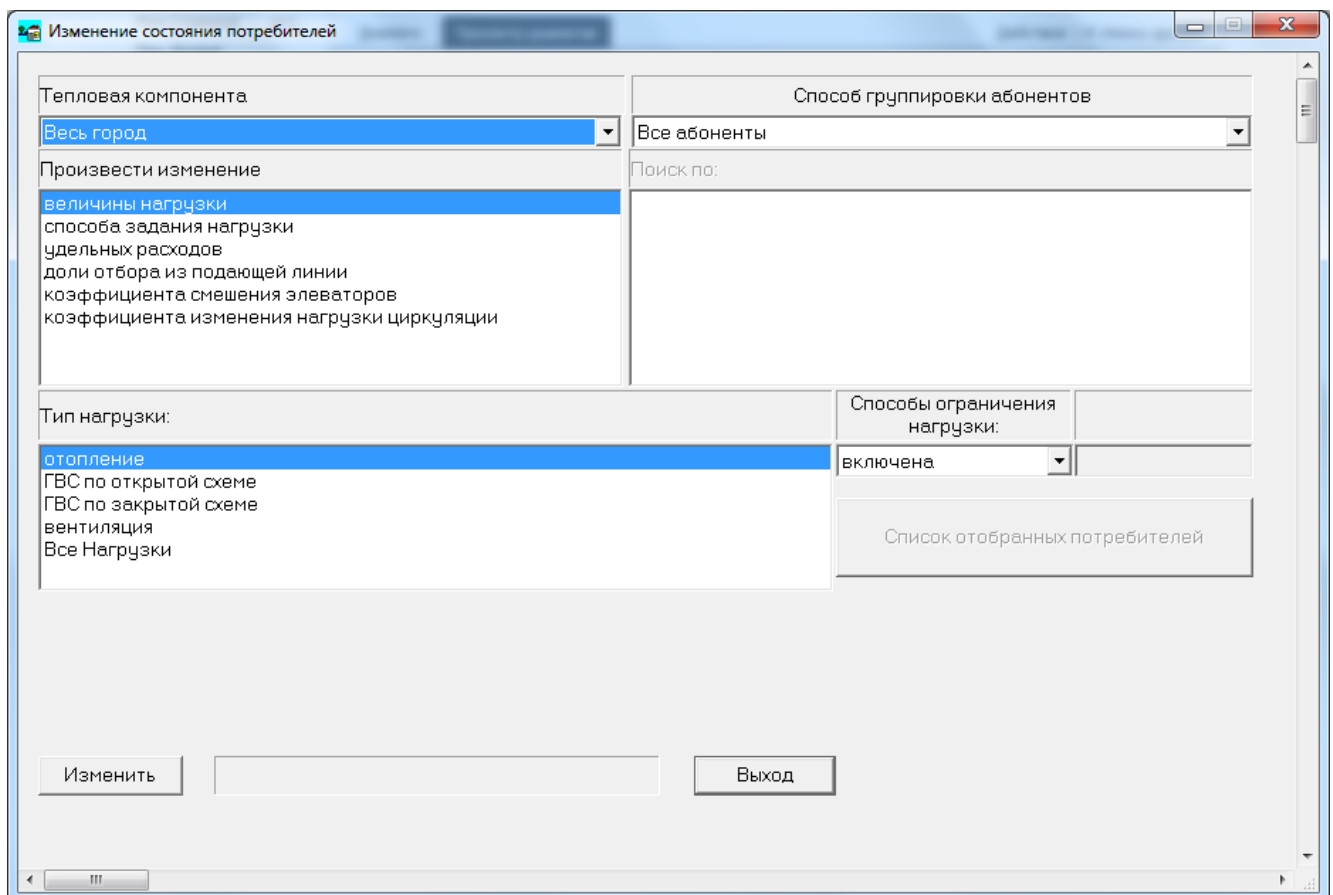 Изменение состояния потребителей
Тепловая компонента
Способ группировки абонентов
Весь город
Все абоненты
Произвести изменение
Поиск по:
величины нагрузки
способа задания нагрузки
удельных расходов
доли отбора из подающей линии
коэффициента смешения элеваторов
коэффициента изменения нагрузки циркуляции
Тип нагрузки:
Способы ограничения
нагрузки:
отопление
ГВС по открытой схеме
ГВС по закрытой схеме
вентиляция
Все Нагрузки
включена
Список отобранных потребителей
Изменить
Выход